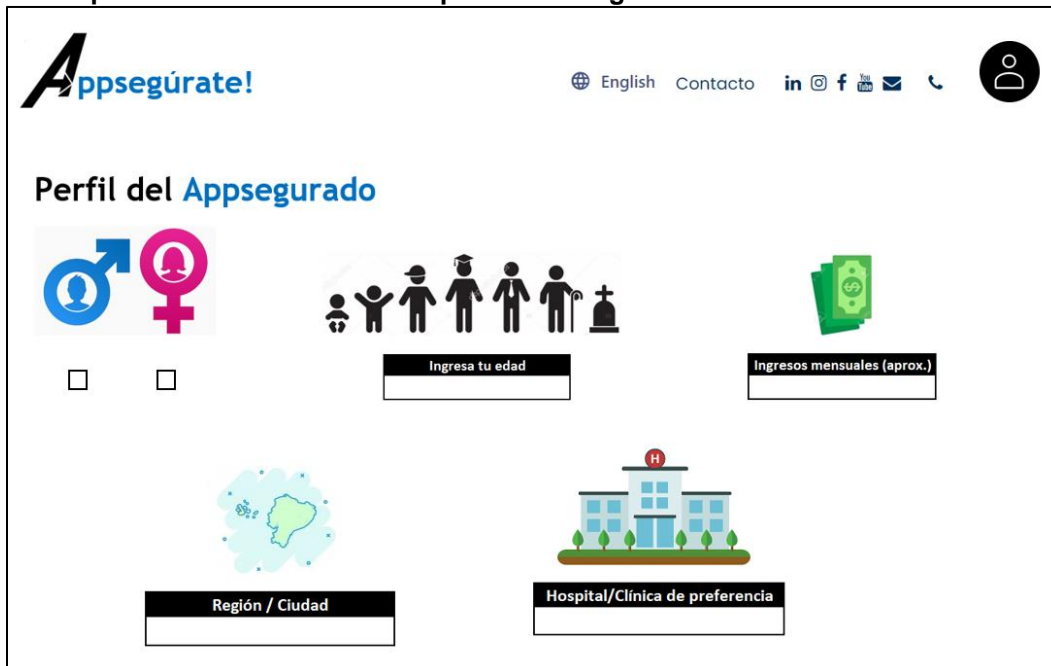 Appsegúrate!
English Contacto in f You Tube
Perfil del Appsegurado
$
Ingresa tu edad
Ingresos mensuales (aprox.)
H
Región / Ciudad
Hospital/Clínica de preferencia